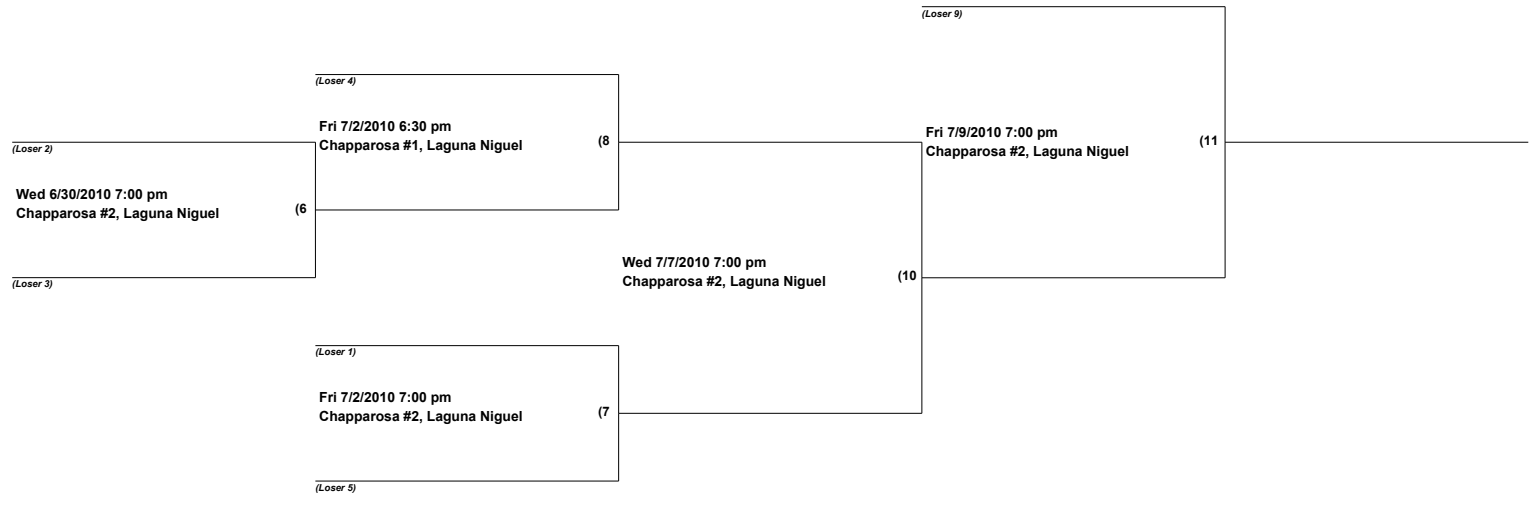 (Loser 9)
(Loser 4)
Fri 7/2/2010 6:30 pm
Chapparosa #1, Laguna Niguel
(8
Fri 7/9/2010 7:00 pm
Chapparosa #2, Laguna Niguel
(11
(Loser 2)
Wed 6/30/2010 7:00 pm
Chapparosa #2, Laguna Niguel
(6
Wed 7/7/2010 7:00 pm
Chapparosa #2, Laguna Niguel
(10
(Loser 3)
(Loser 1)
Fri 7/2/2010 7:00 pm
Chapparosa #2, Laguna Niguel
(7
(Loser 5)